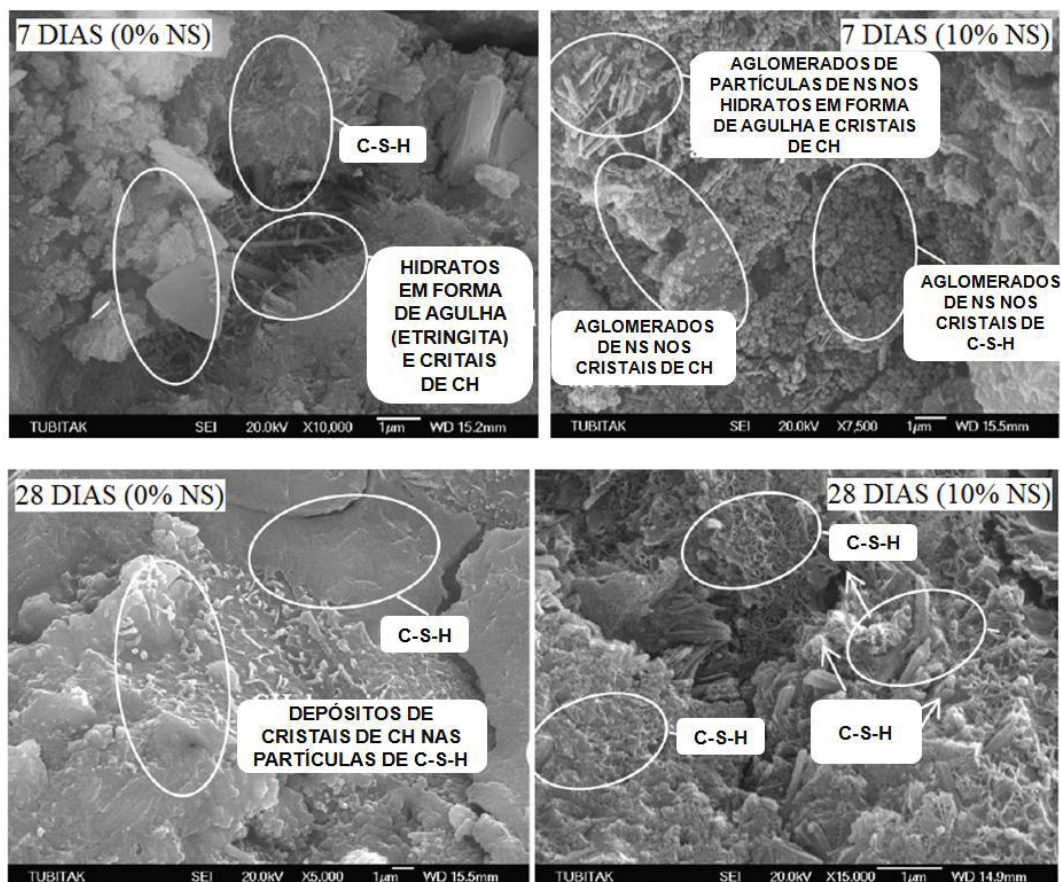 7 DIAS (0% NS)
C-S-H
HIDRATOS
EM FORMA
DE AGULHA
(ETRINGITA)
E CRITAIS
DE CH
TUBITAK SEI 20.0kV X10,000 1µm WD 15.2mm
7 DIAS (10% NS)
AGLOMERADOS DE
PARTÍCULAS DE NS NOS
HIDRATOS EM FORMA
DE AGULHA E CRISTAIS
DE CH
AGLOMERADOS
DE NS NOS
CRISTAIS DE CH
AGLOMERADOS
DE NS NOS
CRISTAIS DE
C-S-H
TUBITAK SEI 20.0kV X7,500 1µm WD 15.5mm
28 DIAS (0% NS)
C-S-H
DEPÓSITOS DE
CRISTAIS DE CH NAS
PARTÍCULAS DE C-S-H
TUBITAK SEI 20.0kV X5,000 1µm WD 15.5mm
28 DIAS (10% NS)
C-S-H
C-S-H
C-S-H
TUBITAK SEI 20.0kV X15,000 1µm WD 14.9mm